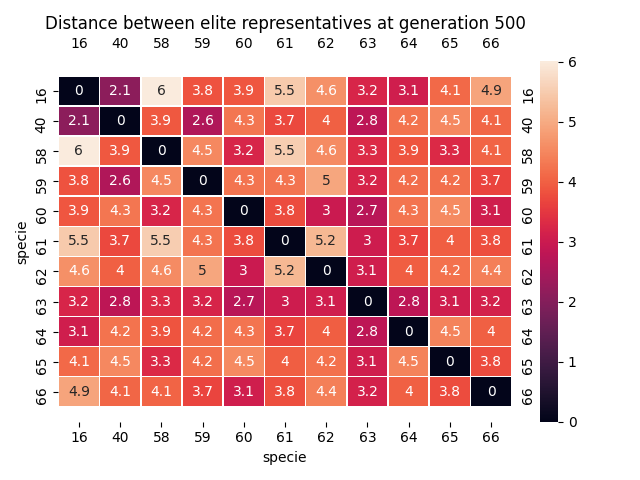 Distance between elite representatives at generation 500
16 40 58 59 60 61 62 63 64 65 66
16 0 2.1 6 3.8 3.9 5.5 4.6 3.2 3.1 4.1 4.9 16
40 2.1 0 3.9 2.6 4.3 3.7 4 2.8 4.2 4.5 4.1 40
58 6 3.9 0 4.5 3.2 5.5 4.6 3.3 3.9 3.3 4.1 58
59 3.8 2.6 4.5 0 4.3 4.3 5 3.2 4.2 4.2 3.7 59
60 3.9 4.3 3.2 4.3 0 3.8 3 2.7 4.3 4.5 3.1 60
61 5.5 3.7 5.5 4.3 3.8 0 5.2 3 3.7 4 3.8 61
62 4.6 4 4.6 5 3 5.2 0 3.1 4 4.2 4.4 62
63 3.2 2.8 3.3 3.2 2.7 3 3.1 0 2.8 3.1 3.2 63
64 3.1 4.2 3.9 4.2 4.3 3.7 4 2.8 0 4.5 4 64
65 4.1 4.5 3.3 4.2 4.5 4 4.2 3.1 4.5 0 3.8 65
66 4.9 4.1 4.1 3.7 3.1 3.8 4.4 3.2 4 3.8 0 66
16 40 58 59 60 61 62 63 64 65 66
specie
specie
6
5
4
3
2
1
0